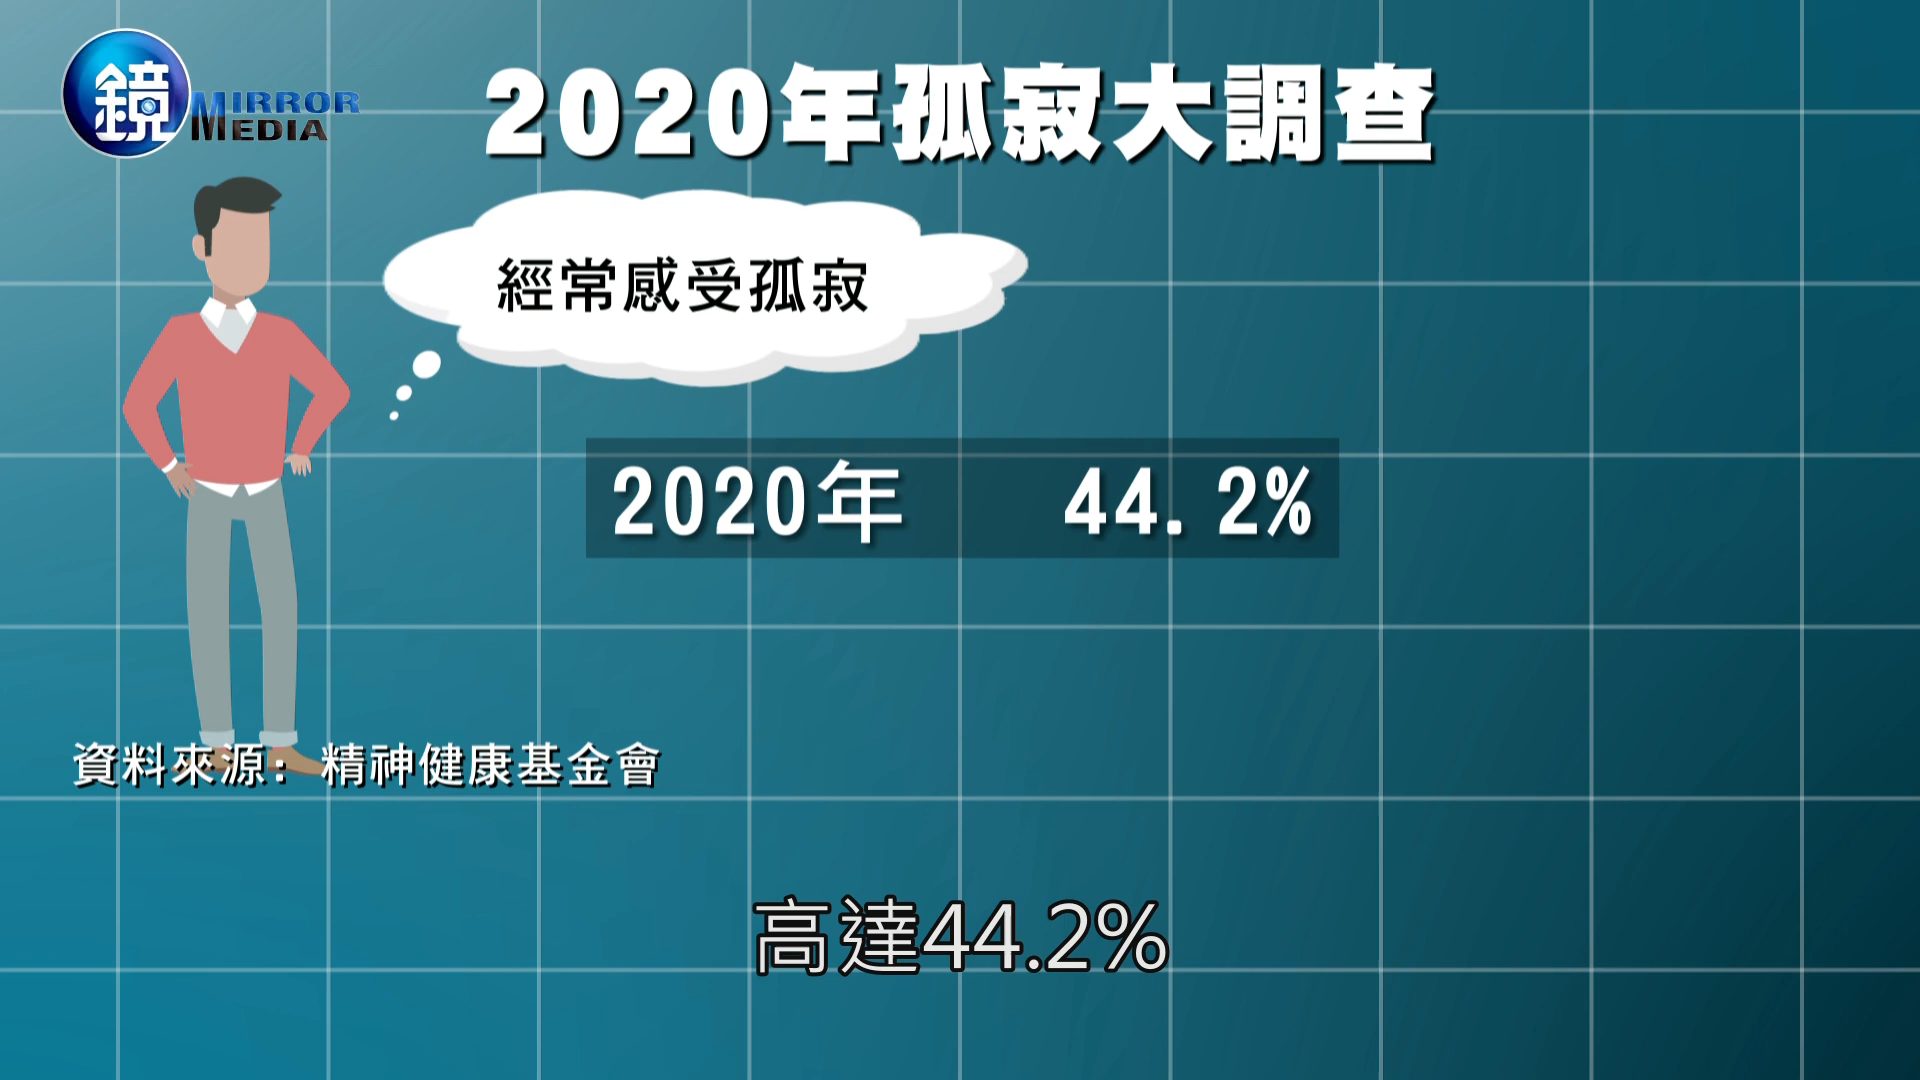 鏡 MIRROR MEDIA
2020年孤寂大調查
經常感受孤寂
2020年 44.2%
資料來源：精神健康基金會
高達44.2%